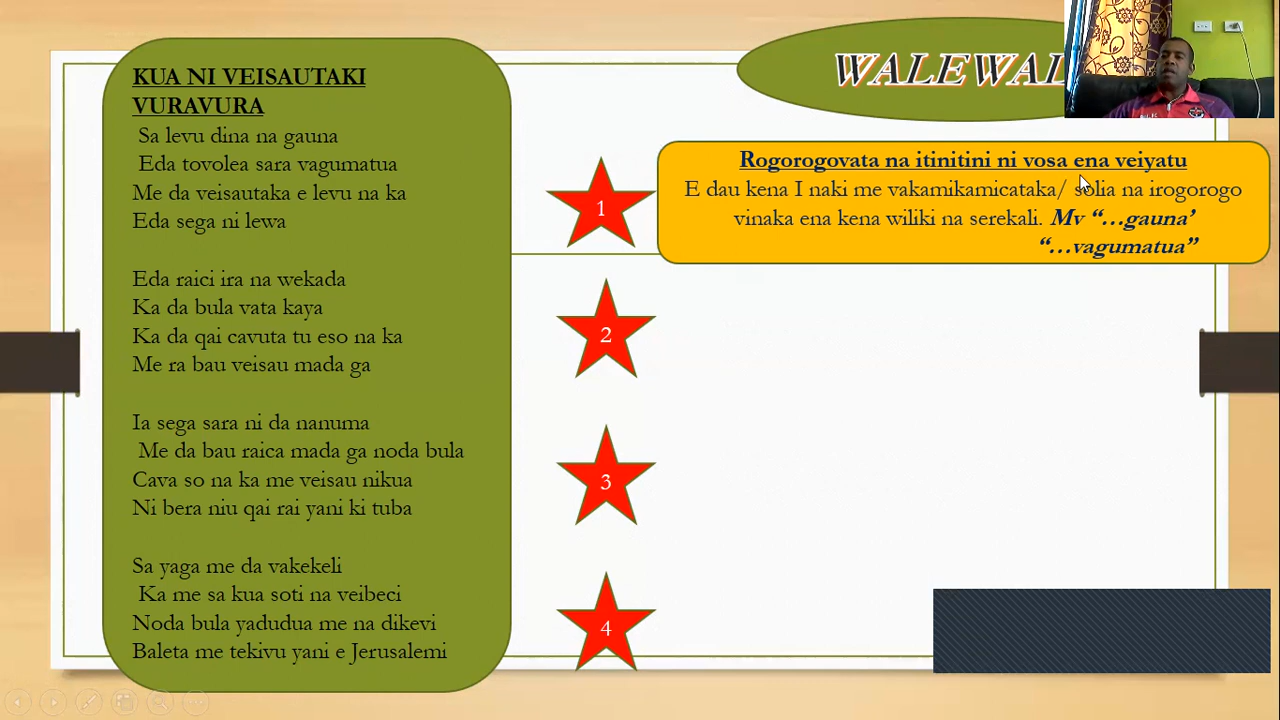 KUA NI VEISAUTAKI
VURAVURA
Sa levu dina na gauna
Eda tovolea sara vagumatua
Me da veisautaka e levu na ka
Eda sega ni lewa
Eda raici ira na wekada
Ka da bula vata kaya
Ka da qai cavuta tu eso na ka
Me ra bau veisau mada ga
Ia sega sara ni da nanuma
Me da bau raica mada ga noda bula
Cava so na ka me veisau nikua
Ni bera niu qai rai yani ki tuba
Sa yaga me da vakekeli
Ka me sa kua soti na veibeci
Noda bula yadudua me na dikevi
Baleta me tekivu yani e Jerusalemi
WALEWAL
1
Rogorogovata na itinitini ni vosa ena veiyatu
E dau kena I naki me vakamikamicataka/ solia na irogorogo
vinaka ena kena wiliki na serekali. Mv “…gauna’
“…vagumatua”
2
3
4